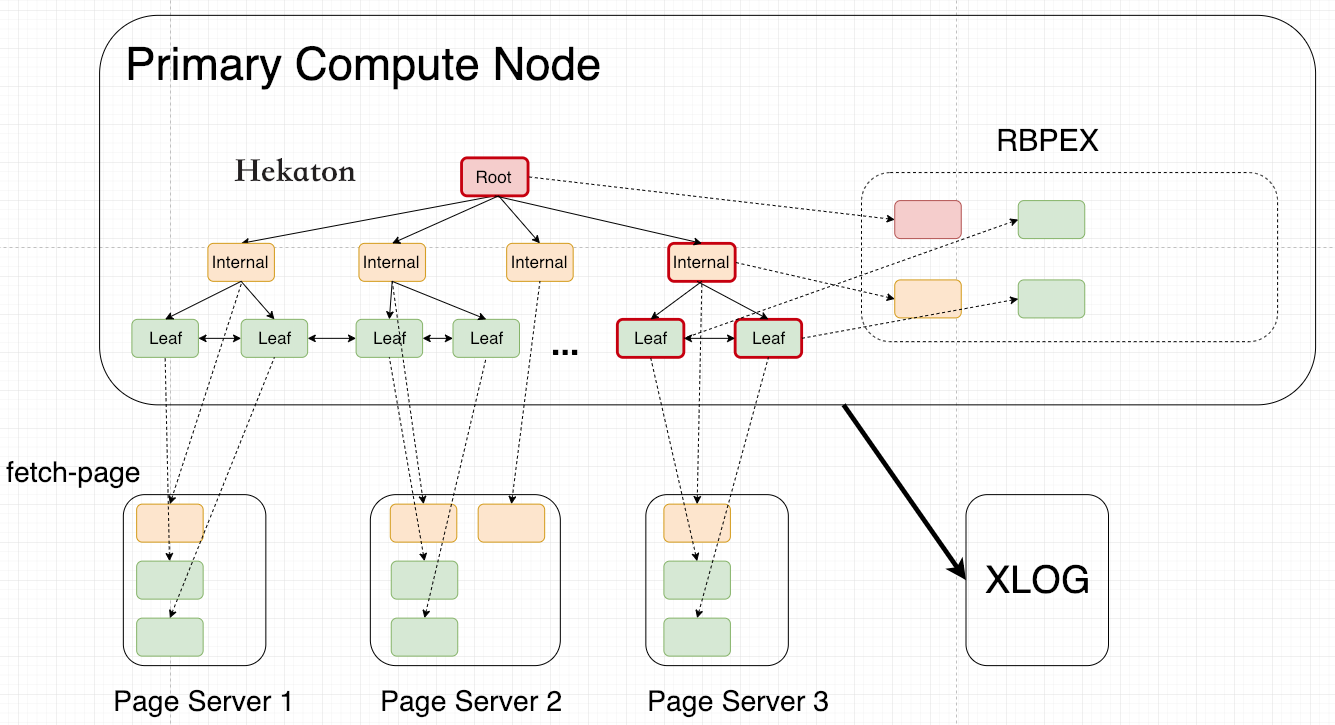 Primary Compute Node
RBPEX
Hekaton
Root
Internal
Internal
Internal
Internal
Leaf
Leaf
Leaf
Leaf
...
Leaf
Leaf
fetch-page
XLOG
Page Server 1
Page Server 2
Page Server 3